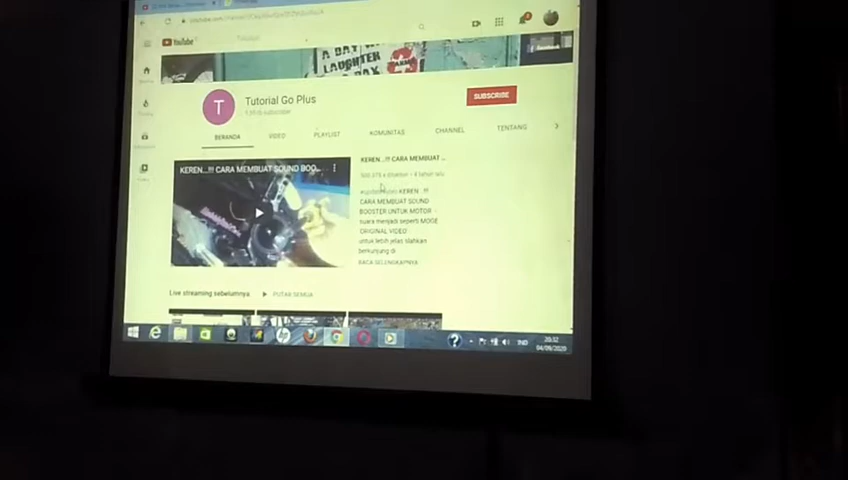 YouTube
A DAY
LAUGHTER
facebook
T
Tutorial Go Plus
SUBSCRIBE
BERANDA
VIDEO
PLAYLIST
KOMUNITAS
CHANNEL
TENTANG
KEREN...!!! CARA MEMBUAT SOUND BOO...
KEREN...!!! CARA MEMBUAT ...
KEREN...!!!
CARA MEMBUAT SOUND
BOOSTER UNTUK MOTOR -
suara menjadi seperti MOGE
ORIGINAL VIDEO
untuk lebih jelas silahkan
berkunjung di
BACA SELENGKAPNYA
Live streaming sebelumnya
PUTAR SEMUA
IND
20:32
04/09/2020